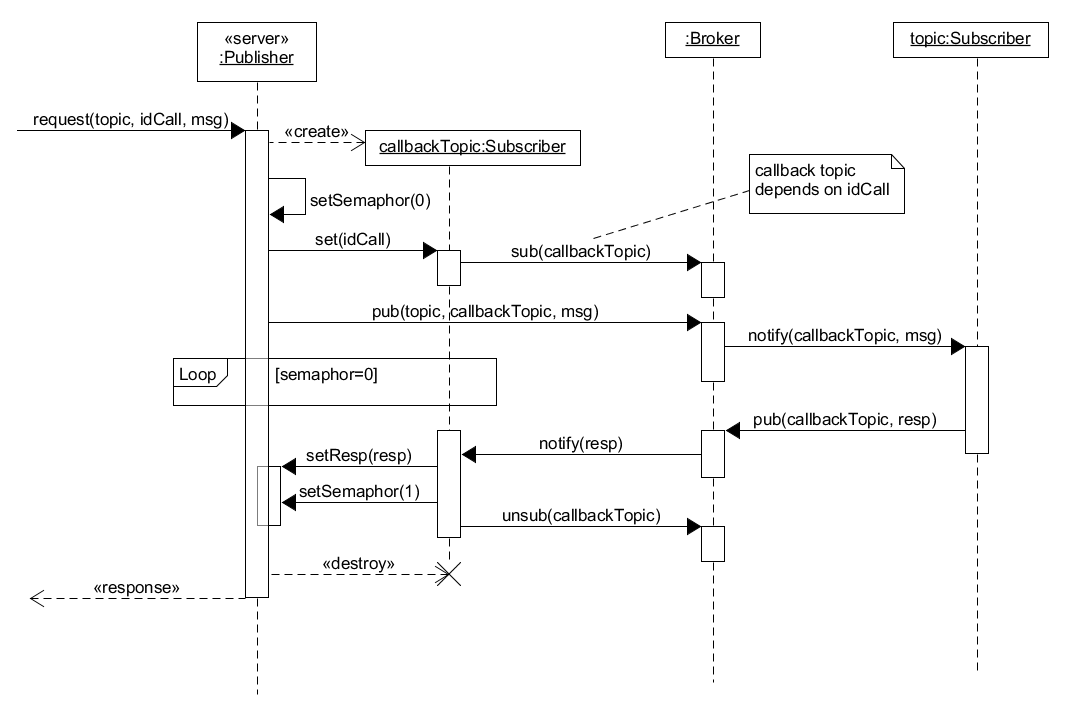 «server»
:Publisher
:Broker
topic:Subscriber
request(topic, idCall, msg)
«create»
callbackTopic:Subscriber
callback topic
depends on idCall
setSemaphor(0)
set(idCall)
sub(callbackTopic)
pub(topic, callbackTopic, msg)
notify(callbackTopic, msg)
Loop
[semaphor=0]
pub(callbackTopic, resp)
notify(resp)
setResp(resp)
setSemaphor(1)
unsub(callbackTopic)
«destroy»
«response»